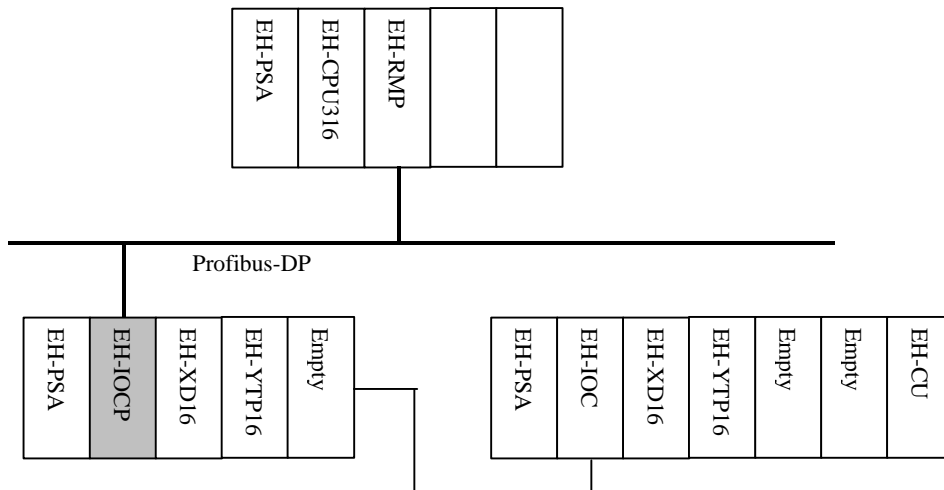 EH-PSA
EH-CPU316
EH-RMP
Profibus-DP
EH-PSA
EH-IOCP
EH-XD16
EH-YTP16
Empty
EH-PSA
EH-IOC
EH-XD16
EH-YTP16
Empty
Empty
EH-CU